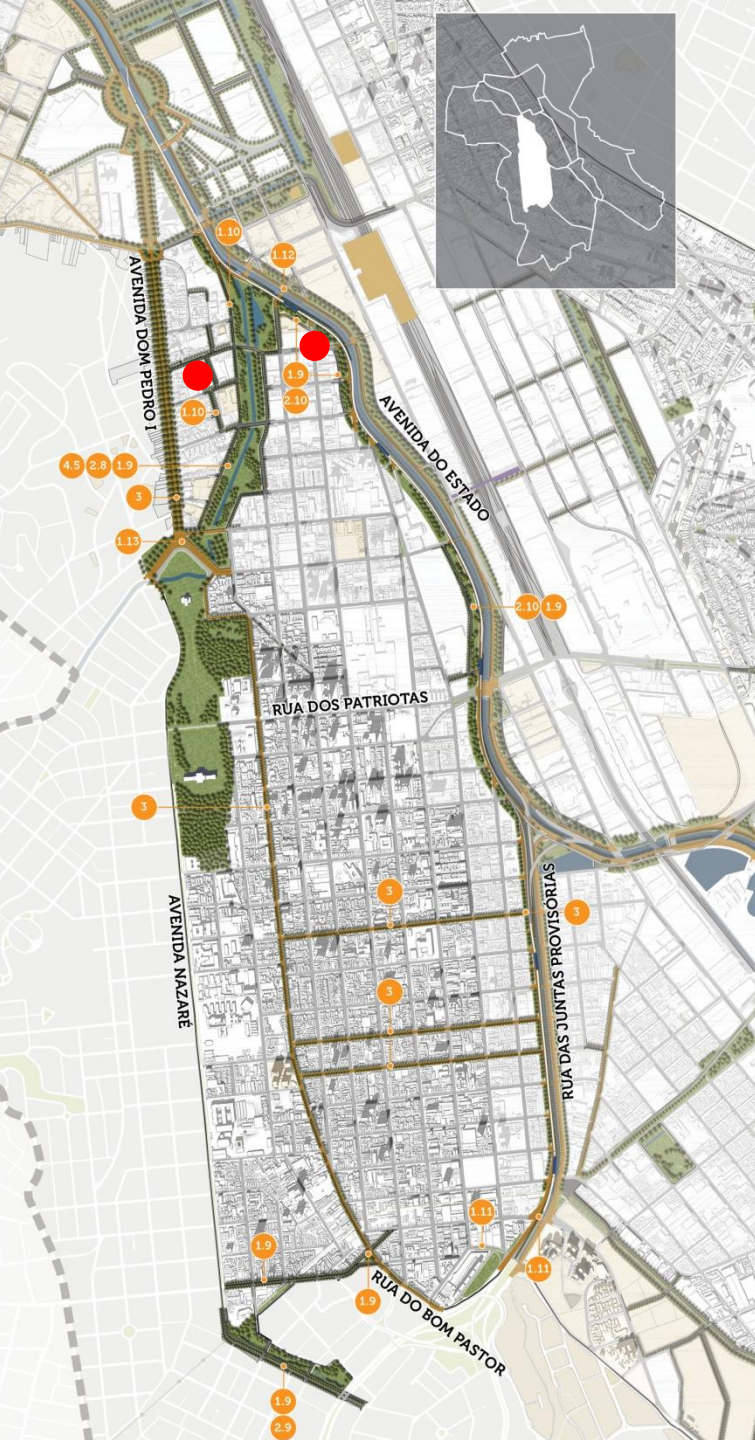 1.10
1.12
AVENIDA DOM PEDRO I
1.9
2.10
1.10
AVENIDA DO ESTADO
4.5 2.8 1.9
3
1.13
2.10 1.9
RUA DOS PATRIOTAS
3
3
3
AVENIDA NAZARÉ
RUA DAS JUNTAS PROVISÓRIAS
3
1.11
1.9
1.11
1.9
RUA DO BOM PASTOR
1.9
2.9